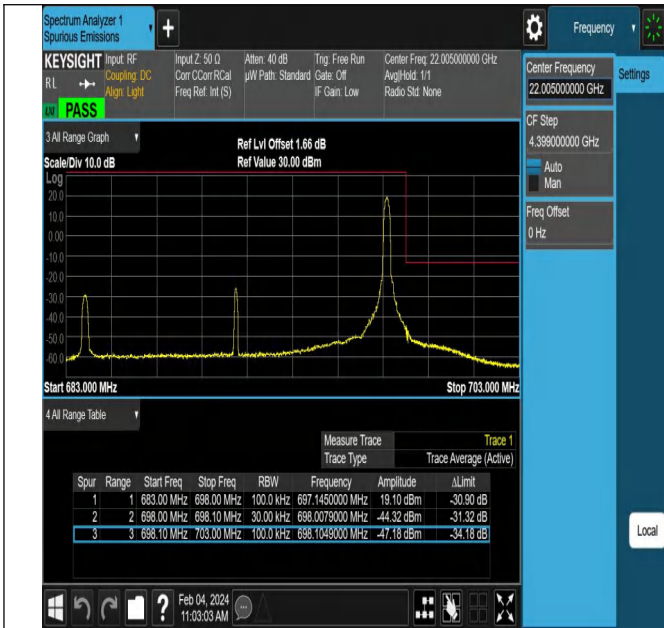 Spectrum Analyzer 1
Spurious Emissions
+
Frequency
KEYSIGHT
RL
PASS
Input: RF
Coupling: DC
Align: Light
Input Z: 50 Ω
Corr CCorr RCal
Freq Ref: Int (S)
Atten: 40 dB
µW Path: Standard
Trig: Free Run
Gate: Off
IF Gain: Low
Center Freq: 22.005000000 GHz
Avg|Hold: 1/1
Radio Std: None
Center Frequency
22.005000000 GHz
Settings
CF Step
4.399000000 GHz
Auto
Man
Freq Offset
0 Hz
3 All Range Graph
Scale/Div 10.0 dB
Ref Lvl Offset 1.66 dB
Ref Value 30.00 dBm
Log
20.0
10.0
0.00
-10.0
-20.0
-30.0
-40.0
-50.0
-60.0
Start 683.000 MHz
Stop 703.000 MHz
4 All Range Table
Measure Trace Trace 1
Trace Type Trace Average (Active)
Spur Range Start Freq Stop Freq RBW Frequency Amplitude ΔLimit
1 1 683.00 MHz 698.00 MHz 100.0 kHz 697.1450000 MHz 19.10 dBm -30.90 dB
2 2 698.00 MHz 698.10 MHz 30.00 kHz 698.0079000 MHz -44.32 dBm -31.32 dB
3 3 698.10 MHz 703.00 MHz 100.0 kHz 698.1049000 MHz -47.18 dBm -34.18 dB
Local
?
Feb 04, 2024
11:03:03 AM